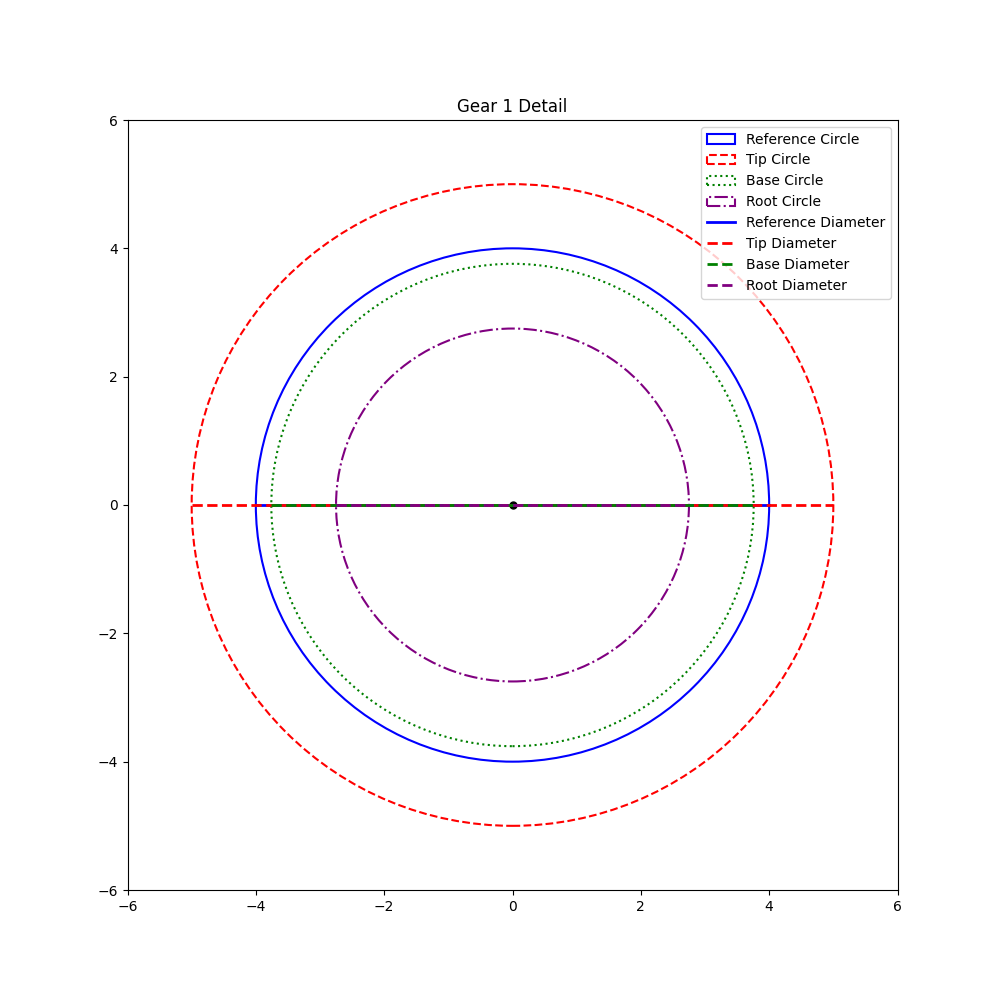 Gear 1 Detail
Reference Circle
Tip Circle
Base Circle
Root Circle
Reference Diameter
Tip Diameter
Base Diameter
Root Diameter
6
4
2
0
−2
−4
−6
−6 −4 −2 0 2 4 6